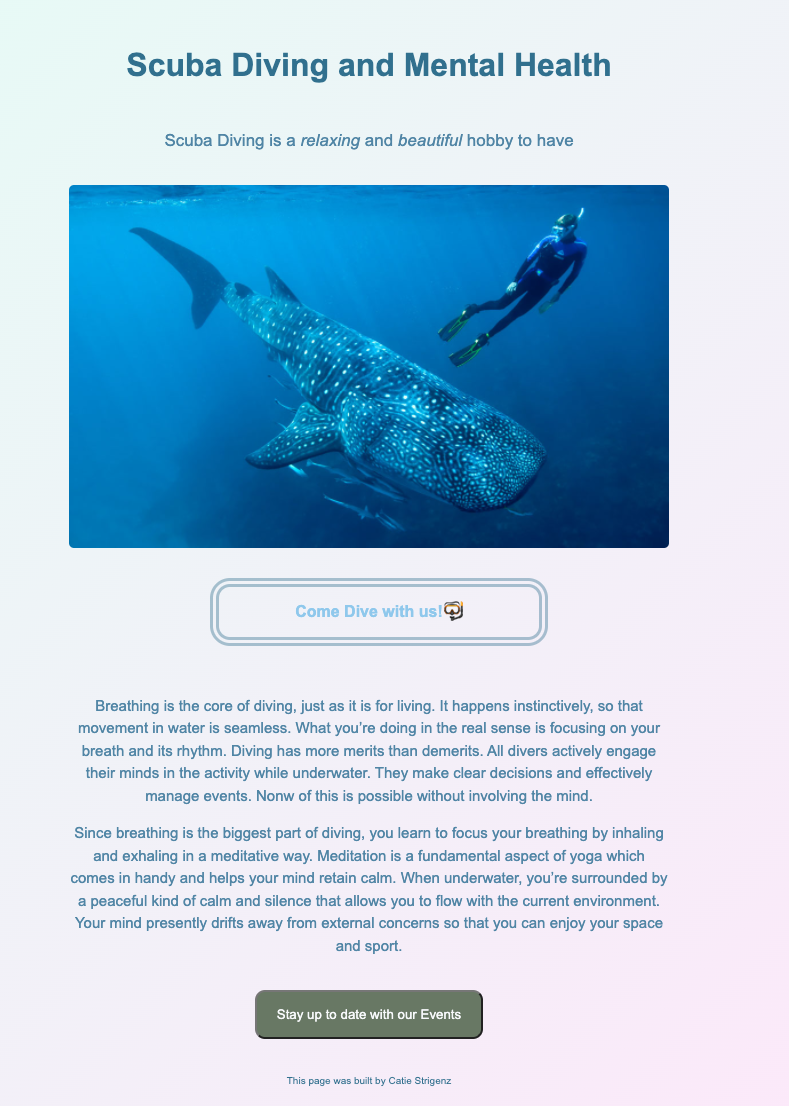 Scuba Diving and Mental Health
Scuba Diving is a relaxing and beautiful hobby to have
Come Dive with us!🤿
Breathing is the core of diving, just as it is for living. It happens instinctively, so that
movement in water is seamless. What you’re doing in the real sense is focusing on your
breath and its rhythm. Diving has more merits than demerits. All divers actively engage
their minds in the activity while underwater. They make clear decisions and effectively
manage events. Nonw of this is possible without involving the mind.
Since breathing is the biggest part of diving, you learn to focus your breathing by inhaling
and exhaling in a meditative way. Meditation is a fundamental aspect of yoga which
comes in handy and helps your mind retain calm. When underwater, you’re surrounded by
a peaceful kind of calm and silence that allows you to flow with the current environment.
Your mind presently drifts away from external concerns so that you can enjoy your space
and sport.
Stay up to date with our Events
This page was built by Catie Strigenz